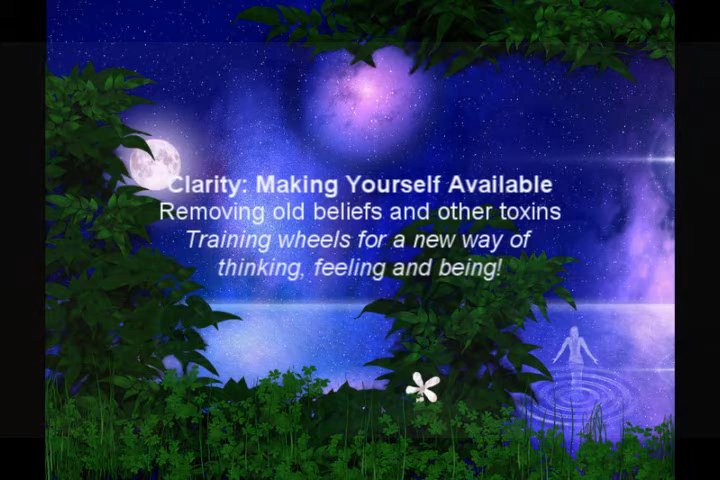 Clarity: Making Yourself Available
Removing old beliefs and other toxins
Training wheels for a new way of
thinking, feeling and being!